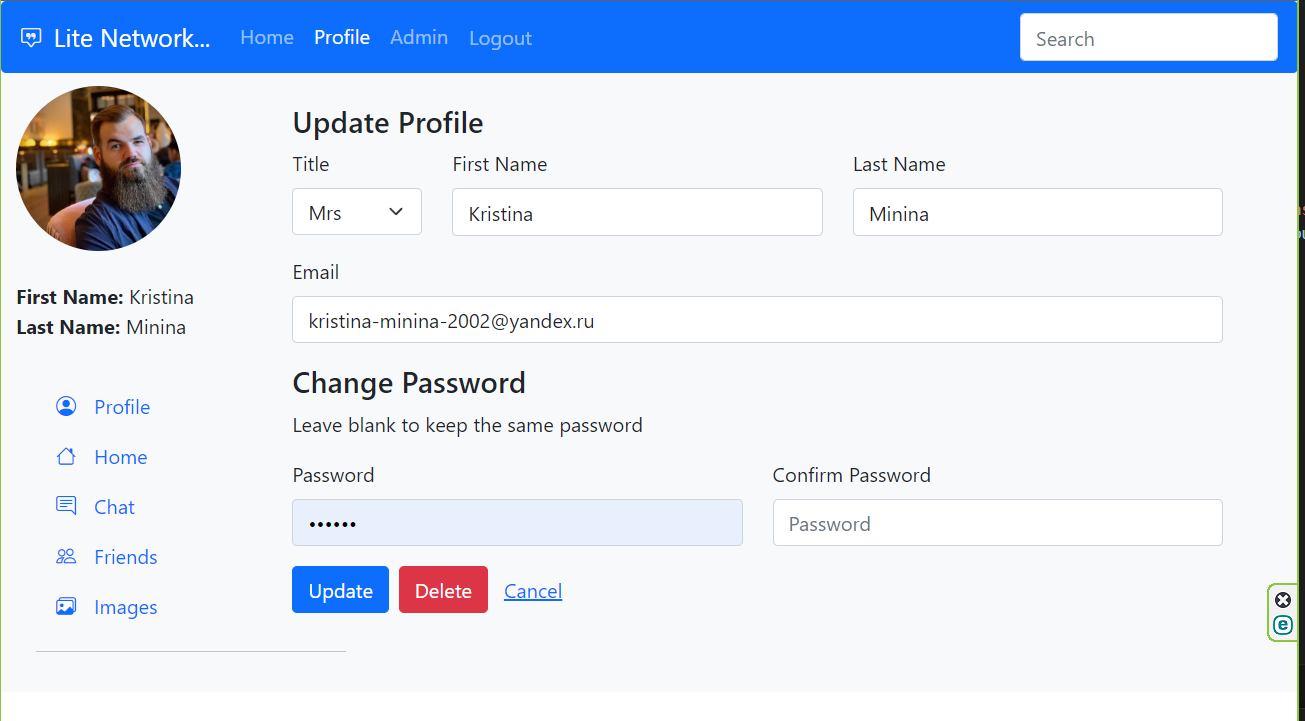 Lite Network... Home Profile Admin Logout Search
First Name: Kristina
Last Name: Minina
Profile
Home
Chat
Friends
Images
Update Profile
Title First Name Last Name
Mrs Kristina Minina
Email
kristina-minina-2002@yandex.ru
Change Password
Leave blank to keep the same password
Password Confirm Password
•••••• Password
Update Delete Cancel